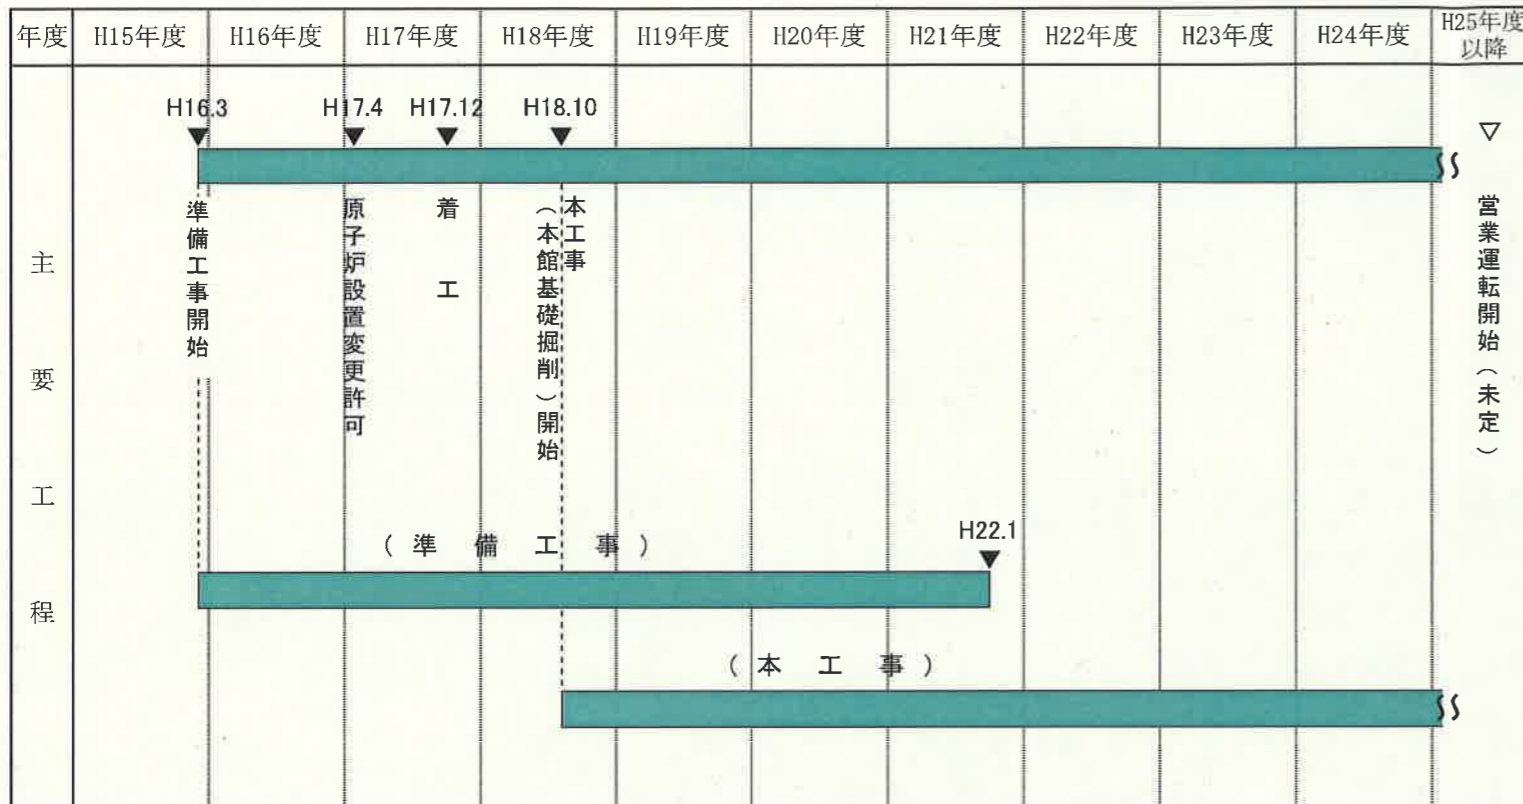 年度
H15年度
H16年度
H17年度
H18年度
H19年度
H20年度
H21年度
H22年度
H23年度
H24年度
H25年度
以降
主要工程
H16.3
H17.4
H17.12
H18.10
準備工事開始
原子炉設置変更許可
着工
本工事
（本館基礎掘削）開始
営業運転開始（未定）
（準備工事）
H22.1
（本工事）